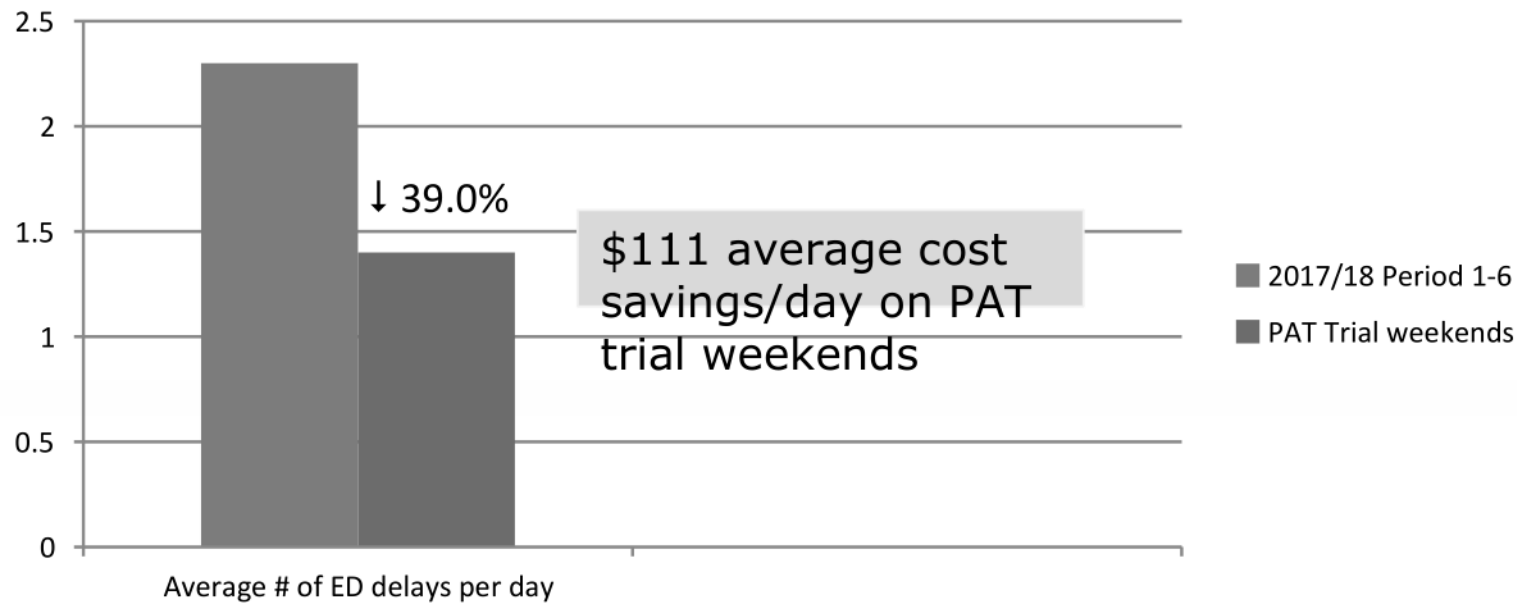 2.5
2
1.5
1
0.5
0
↓ 39.0%
$111 average cost
savings/day on PAT
trial weekends
2017/18 Period 1-6
PAT Trial weekends
Average # of ED delays per day